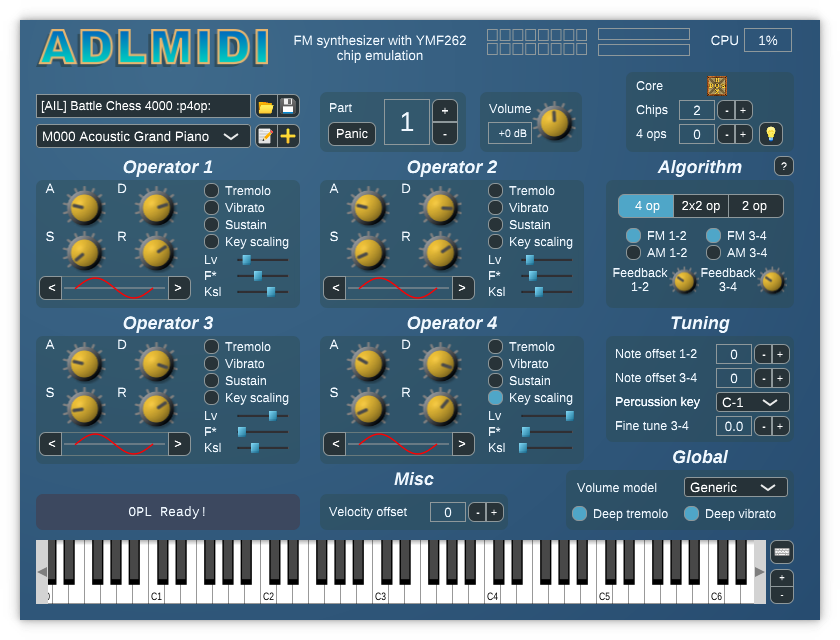 ADLMIDI
FM synthesizer with YMF262
chip emulation
CPU 1%
[AIL] Battle Chess 4000 :p4op:
M000 Acoustic Grand Piano
Part
Panic
1
+
-
Volume
+0 dB
Core
Chips 2 - +
4 ops 0 - +
Operator 1
A D
S R
Tremolo
Vibrato
Sustain
Key scaling
Lv
F*
Ksl
< >
Operator 2
A D
S R
Tremolo
Vibrato
Sustain
Key scaling
Lv
F*
Ksl
< >
Algorithm ?
4 op 2x2 op 2 op
FM 1-2 FM 3-4
AM 1-2 AM 3-4
Feedback Feedback
1-2 3-4
Operator 3
A D
S R
Tremolo
Vibrato
Sustain
Key scaling
Lv
F*
Ksl
< >
Operator 4
A D
S R
Tremolo
Vibrato
Sustain
Key scaling
Lv
F*
Ksl
< >
Tuning
Note offset 1-2 0 - +
Note offset 3-4 0 - +
Percussion key C-1
Fine tune 3-4 0.0 - +
Global
Volume model Generic
Deep tremolo Deep vibrato
Misc
Velocity offset 0 - +
OPL Ready!
C1 C2 C3 C4 C5 C6
+
-